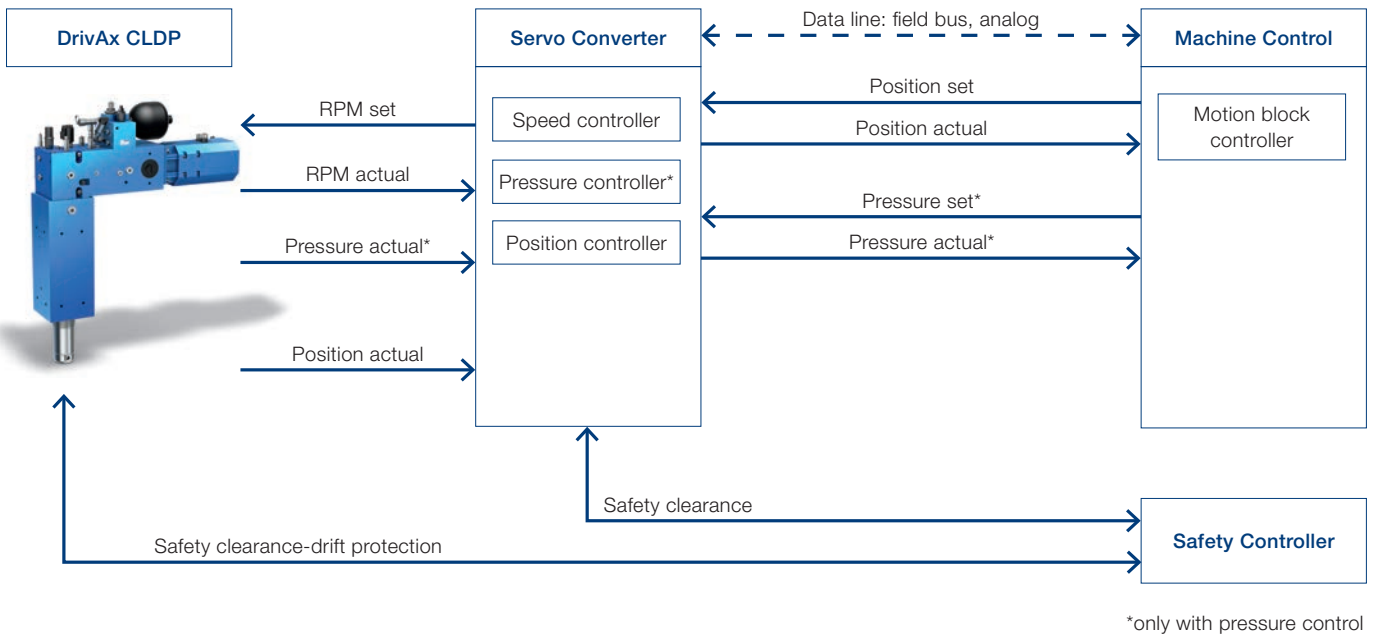 DrivAx CLDP
Servo Converter
Data line: field bus, analog
Machine Control
RPM set
RPM actual
Pressure actual*
Position actual
Speed controller
Pressure controller*
Position controller
Position set
Position actual
Pressure set*
Pressure actual*
Motion block
controller
Safety clearance
Safety clearance-drift protection
Safety Controller
*only with pressure control